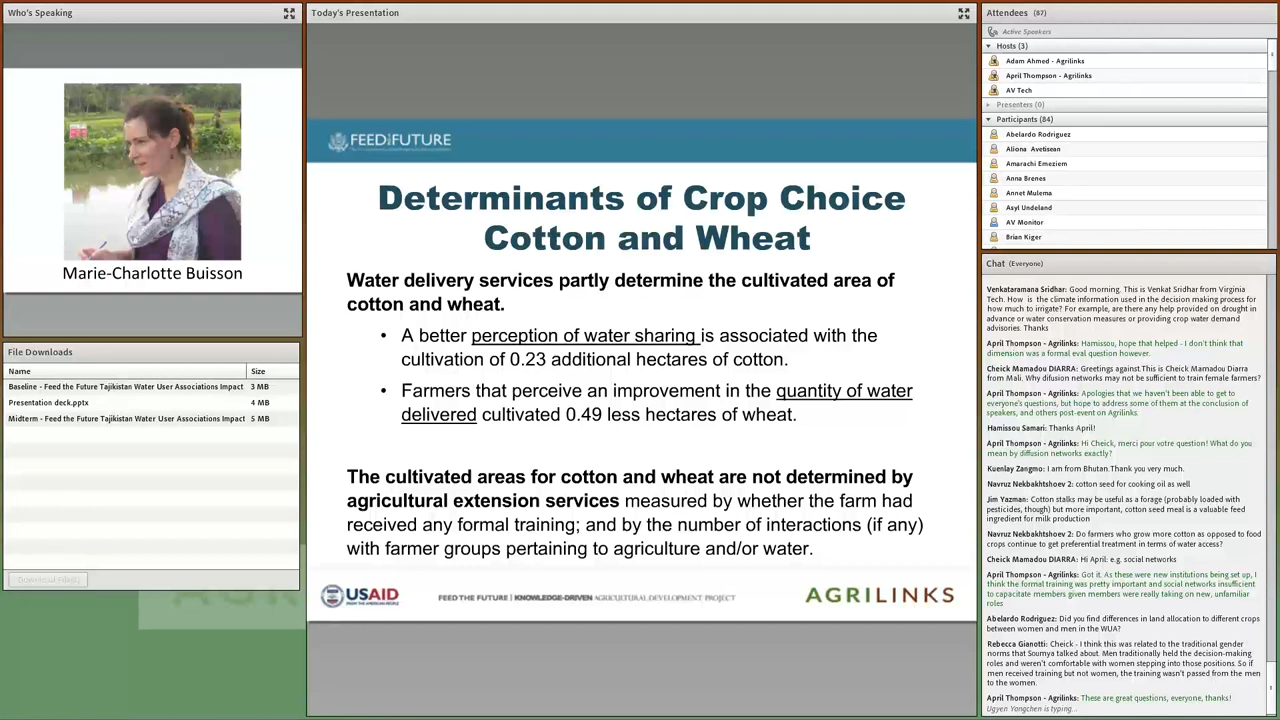 Who's Speaking
Marie-Charlotte Buisson
File Downloads
Name Size
Baseline - Feed the Future Tajikistan Water User Associations Impact 3 MB
Presentation deck.pptx 4 MB
Midterm - Feed the Future Tajikistan Water User Associations Impact 5 MB
Download File(s)
Today's Presentation
FEED THE FUTURE
Determinants of Crop Choice
Cotton and Wheat
Water delivery services partly determine the cultivated area of
cotton and wheat.
• A better perception of water sharing is associated with the
cultivation of 0.23 additional hectares of cotton.
• Farmers that perceive an improvement in the quantity of water
delivered cultivated 0.49 less hectares of wheat.
The cultivated areas for cotton and wheat are not determined by
agricultural extension services measured by whether the farm had
received any formal training; and by the number of interactions (if any)
with farmer groups pertaining to agriculture and/or water.
USAID
FROM THE AMERICAN PEOPLE
FEED THE FUTURE | KNOWLEDGE-DRIVEN AGRICULTURAL DEVELOPMENT PROJECT
AGRILINKS
Attendees (87)
Active Speakers
Hosts (3)
Adam Ahmed - Agrilinks
April Thompson - Agrilinks
AV Tech
Presenters (0)
Participants (84)
Abelardo Rodriguez
Aliona Avetisean
Amarachi Emeziem
Anna Brenes
Annet Mulema
Asyl Undeland
AV Monitor
Brian Kiger
Chat (Everyone)
Venkataramana Sridhar: Good morning. This is Venkat Sridhar from Virginia
Tech. How is the climate information used in the decision making process for
how much to irrigate? For example, are there any help provided on drought in
advance or water conservation measures or providing crop water demand
advisories. Thanks
April Thompson - Agrilinks: Hamissou, hope that helped - I don't think that
dimension was a formal eval question however.
Cheick Mamadou DIARRA: Greetings against.This is Cheick Mamadou Diarra
from Mali. Why difusion networks may not be sufficient to train female farmers?
April Thompson - Agrilinks: Apologies that we haven't been able to get to
everyone's questions, but hope to address some of them at the conclusion of
speakers, and others post-event on Agrilinks.
Hamissou Samari: Thanks April!
April Thompson - Agrilinks: Hi Cheick, merci pour votre question! What do you
mean by diffusion networks exactly?
Kuenlay Zangmo: I am from Bhutan.Thank you very much.
Navruz Nekbakhtshoev 2: cotton seed for cooking oil as well
Jim Yazman: Cotton stalks may be useful as a forage (probably loaded with
pesticides, though) but more important, cotton seed meal is a valuable feed
ingredient for milk production
Navruz Nekbakhtshoev 2: Do farmers who grow more cotton as opposed to food
crops continue to get preferential treatment in terms of water access?
Cheick Mamadou DIARRA: Hi April: e.g. social networks
April Thompson - Agrilinks: Got it. As these were new institutions being set up, I
think the formal training was pretty important and social networks insufficient
to capacitate members given members were really taking on new, unfamiliar
roles
Abelardo Rodriguez: Did you find differences in land allocation to different crops
between women and men in the WUA?
Rebecca Gianotti: Cheick - I think this was related to the traditional gender
norms that Soumya talked about. Men traditionally held the decision-making
roles and weren't comfortable with women stepping into those positions. So if
men received training but not women, the training wasn't passed from the men
to the women.
April Thompson - Agrilinks: These are great questions, everyone, thanks!
Ugyen Yongchen is typing...